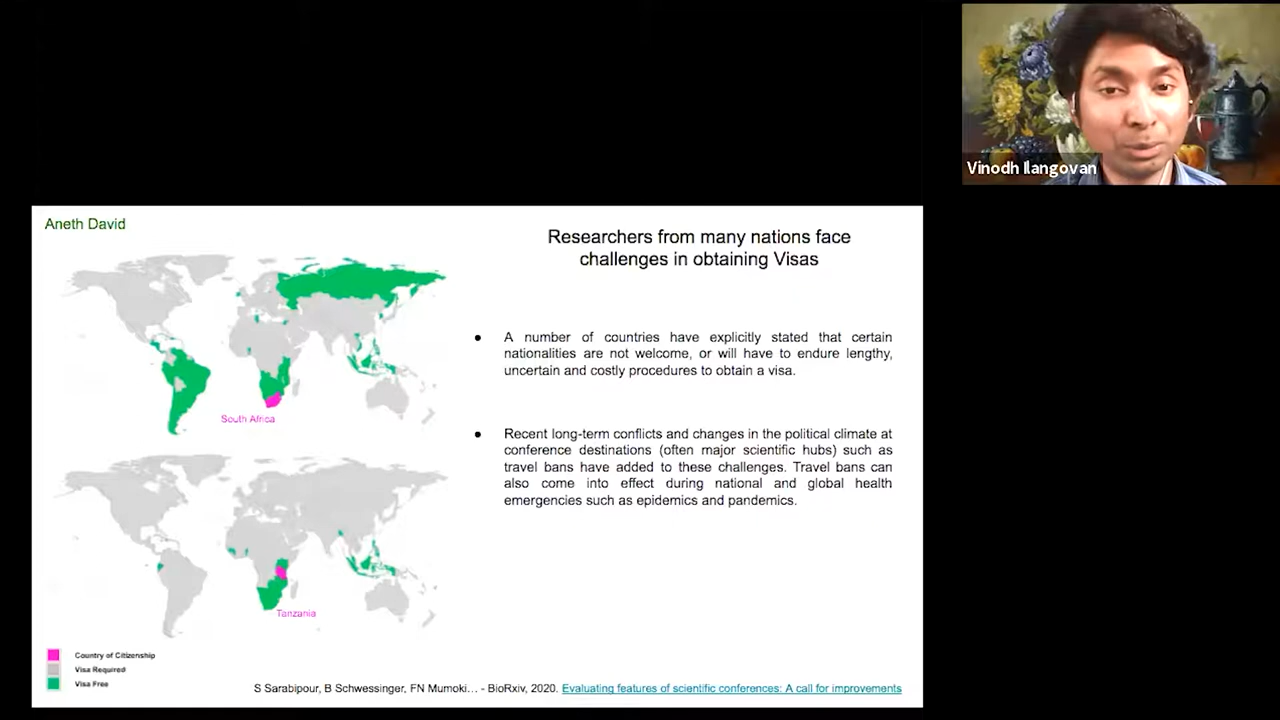 Vinodh Ilangovan
Aneth David
Researchers from many nations face
challenges in obtaining Visas
● A number of countries have explicitly stated that certain
nationalities are not welcome, or will have to endure lengthy,
uncertain and costly procedures to obtain a visa.
● Recent long-term conflicts and changes in the political climate at
conference destinations (often major scientific hubs) such as
travel bans have added to these challenges. Travel bans can
also come into effect during national and global health
emergencies such as epidemics and pandemics.
South Africa
Tanzania
Country of Citizenship
Visa Required
Visa Free
S Sarabipour, B Schwessinger, FN Mumoki... - BioRxiv, 2020. Evaluating features of scientific conferences: A call for improvements